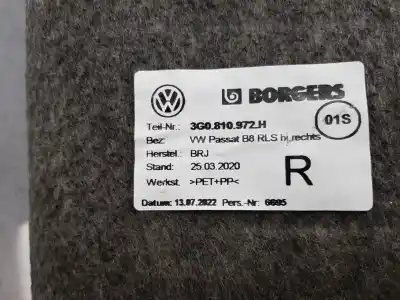 BORGERS
01S
Teil-Nr.: 3G0.810.972.H
Bez: VW Passat B8 RLS hi,rechts
Herstel.: BRJ
Stand: 25.03.2020
Werkst. >PET+PP<
R
Datum: 13.07.2022 Pers.-Nr: 6695